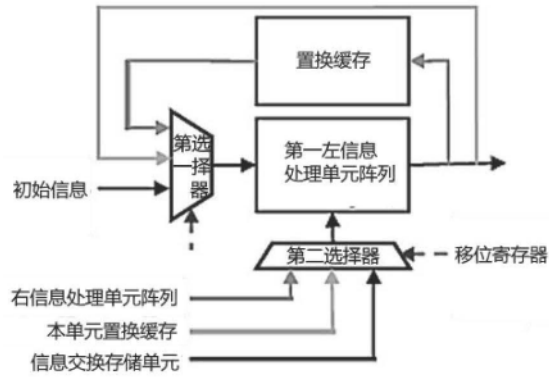 置换缓存
第一选择器
第一左信息
处理单元阵列
初始信息
第二选择器
移位寄存器
右信息处理单元阵列
本单元置换缓存
信息交换存储单元